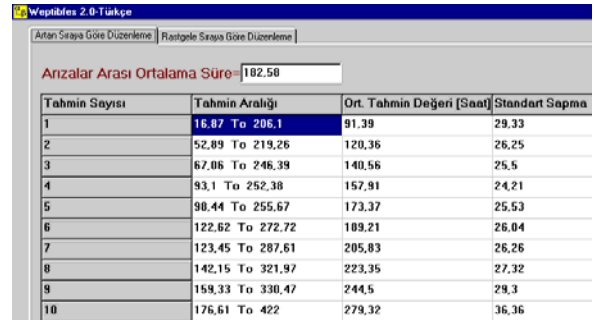 Weptibfes 2.0-Türkçe
Artan Sıraya Göre Düzenleme Rastgele Sıraya Göre Düzenleme
Arızalar Arası Ortalama Süre= 182.58
Tahmin Sayısı Tahmin Aralığı Ort. Tahmin Değeri [Saat] Standart Sapma
1 16,87 To 206,1 91,39 29,33
2 52,89 To 219,26 120,36 26,25
3 67,06 To 246,39 140,56 25,5
4 93,1 To 252,38 157,91 24,21
5 98,44 To 255,67 173,37 25,53
6 122,62 To 272,72 189,21 26,04
7 123,45 To 287,61 205,83 26,26
8 142,15 To 321,97 223,35 27,32
9 159,33 To 330,47 244,5 29,3
10 176,61 To 422 279,32 36,36